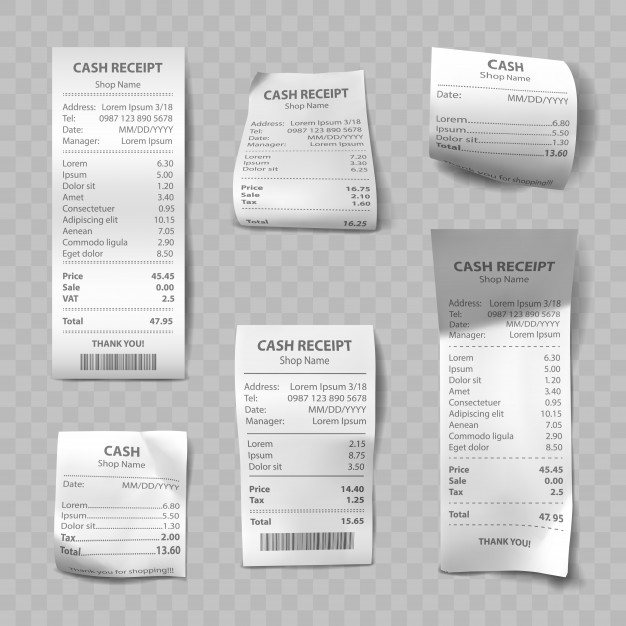 CASH RECEIPT
Shop Name
Address: Lorem Ipsum 3/18
Tel: 0987 123 890 5678
Date: MM/DD/YYYY
Manager: Lorem Ipsum
Lorem 6.30
Ipsum 5.00
Dolor sit 1.20
Amet 3.40
Consectetuer 0.95
Adipiscing elit 10.15
Aenean 7.05
Commodo ligula 2.90
Eget dolor 8.50
Price 45.45
Sale 0.00
VAT 2.5
Total 47.95
THANK YOU!
CASH RECEIPT
Shop Name
Address: Lorem Ipsum 3/18
Tel: 0987 123 890 5678
Date: MM/DD/YYYY
Manager: Lorem Ipsum
Lorem 7.20
Ipsum 3.30
Dolor sit 6.25
Price 16.75
Sale 2.10
Tax 1.60
Total 16.25
CASH
Shop Name
Date: MM/DD/YYYY
Lorem 6.80
Ipsum 5.50
Dolor sit 1.30
Total 13.60
you for shopping!!!
CASH
Shop Name
Date: MM/DD/YYYY
Lorem 6.80
Ipsum 5.50
Dolor sit 1.30
Tax 2.00
Total 13.60
Thank you for shopping!!!
CASH RECEIPT
Shop Name
Address: Lorem Ipsum 3/18
Tel: 0987 123 890 5678
Date: MM/DD/YYYY
Manager: Lorem Ipsum
Lorem 2.15
Ipsum 8.75
Dolor sit 3.50
Price 14.40
Tax 1.25
Total 15.65
CASH RECEIPT
Shop Name
Address: Lorem Ipsum 3/18
Tel: 0987 123 890 5678
Date: MM/DD/YYYY
Manager: Lorem Ipsum
Lorem 6.30
Ipsum 5.00
Dolor sit 1.20
Amet 3.40
Consectetuer 0.95
Adipiscing elit 10.15
Aenean 7.05
Commodo ligula 2.90
Eget dolor 8.50
Price 45.45
Sale 0.00
Tax 2.5
Total 47.95
THANK YOU!